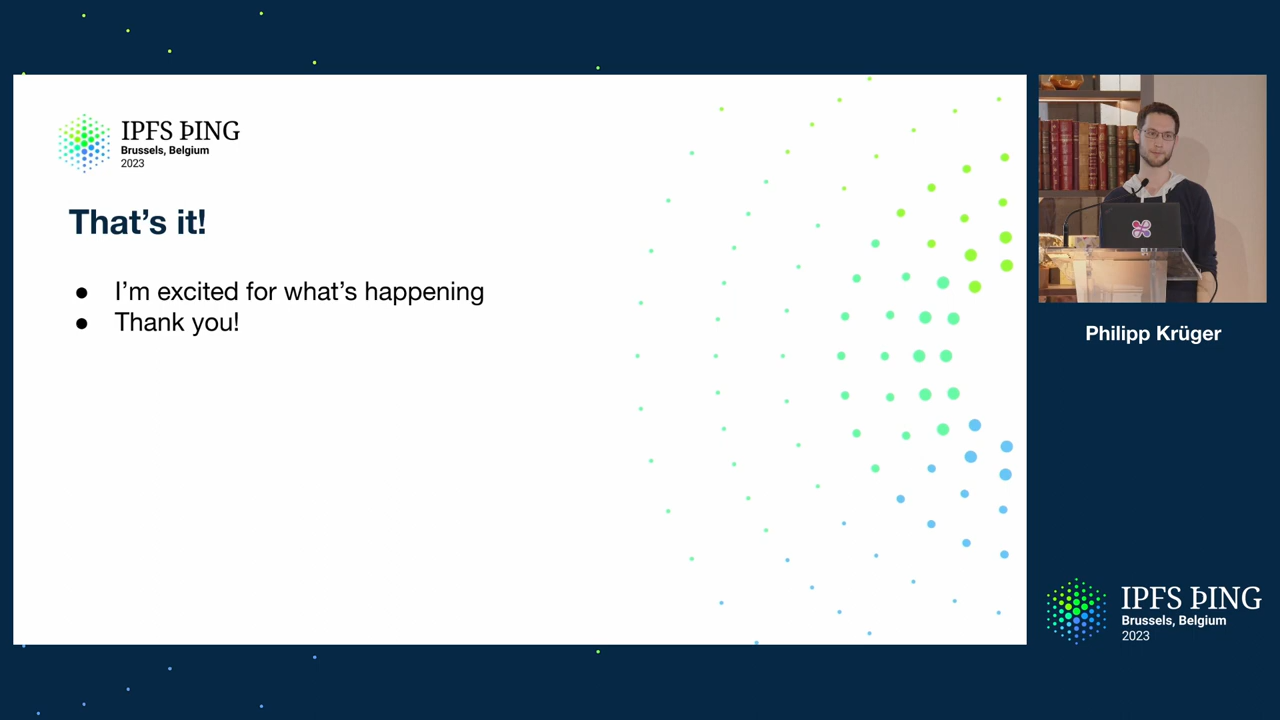 IPFS ÞING
Brussels, Belgium
2023
That's it!
● I'm excited for what's happening
● Thank you!
Philipp Krüger
IPFS ÞING
Brussels, Belgium
2023